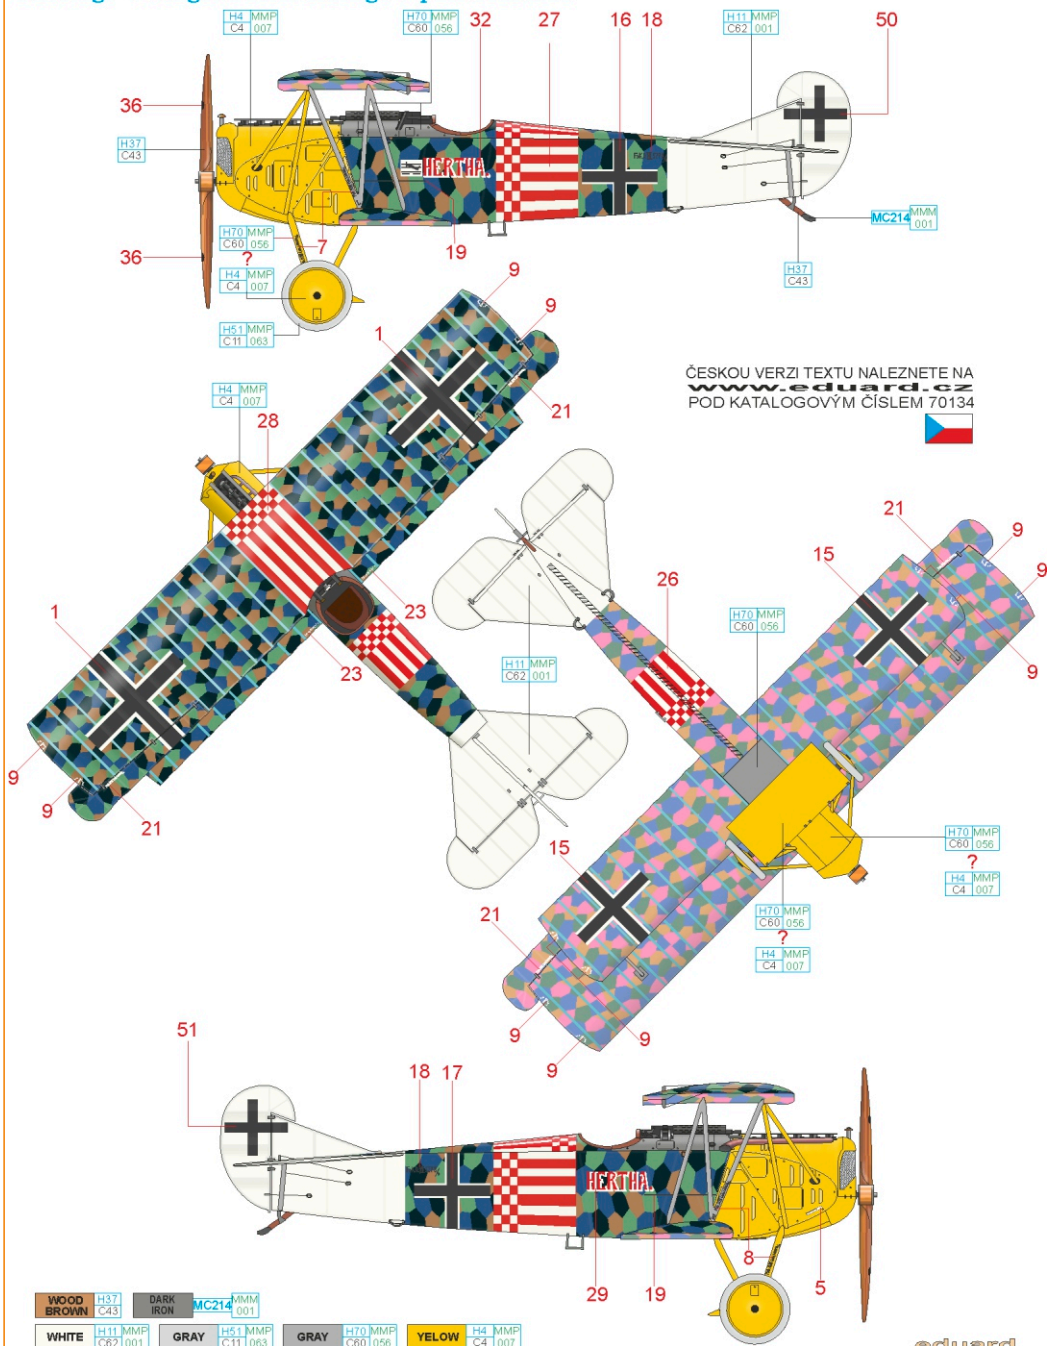 H4 MMP
C4 007
H70 MMP
C60 056
32
27
16
18
H11 MMP
C62 001
50
36
H37
C43
HERTHA.
H70 MMP
C60 056
7
19
MC214 MMM
001
36
?
H4 MMP
C4 007
H37
C43
H51 MMP
C11 063
9
9
1
ČESKOU VERZI TEXTU NALEZNETE NA
www.eduard.cz
POD KATALOGOVÝM ČÍSLEM 70134
H4 MMP
C4 007
28
21
21
9
15
9
26
1
23
H70 MMP
C60 056
23
H11 MMP
C62 001
9
9
9
9
21
15
H70 MMP
C60 056
?
H4 MMP
C4 007
21
H70 MMP
C60 056
?
H4 MMP
C4 007
9
9
9
51
18
17
HERTHA.
8
29
19
5
WOOD BROWN H37 C43
DARK IRON MC214 MMM 001
WHITE H11 MMP C62 001
GRAY H51 MMP C11 063
GRAY H70 MMP C60 056
YELOW H4 MMP C4 007
eduard